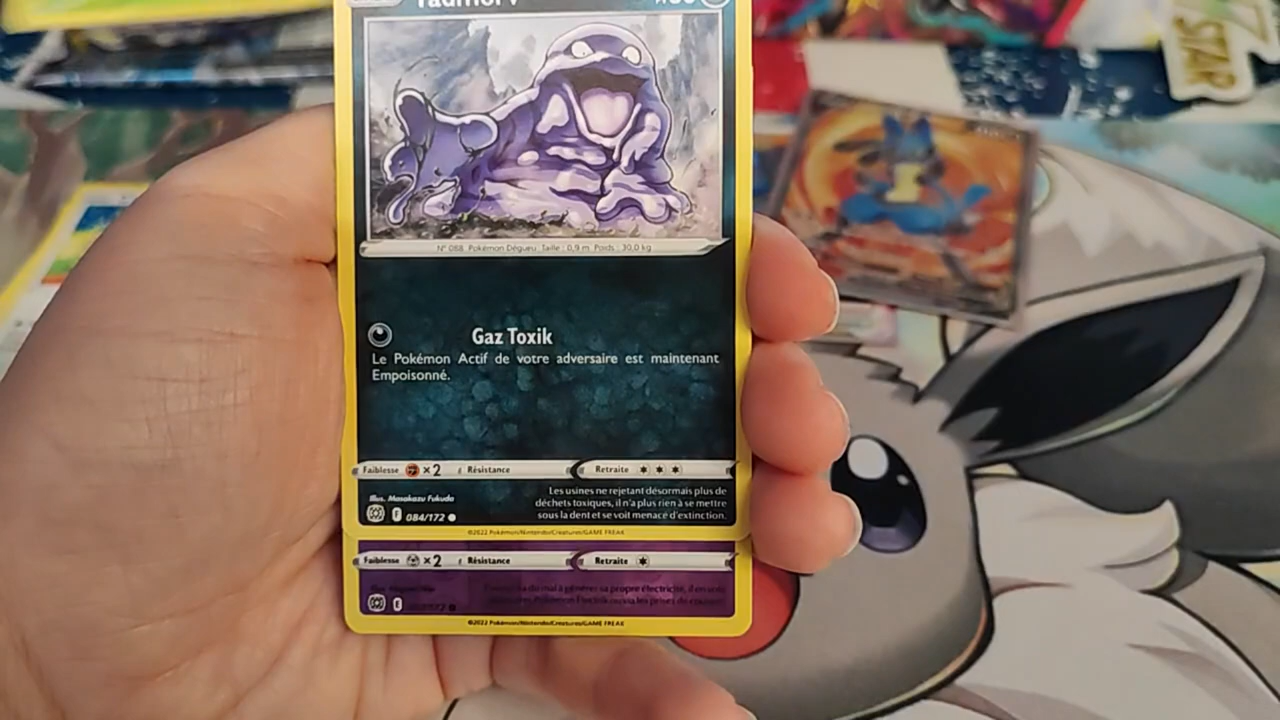 Tadmorv
N° 088 Pokémon Dégueu Taille : 0,9 m Poids : 30,0 kg
Gaz Toxik
Le Pokémon Actif de votre adversaire est maintenant
Empoisonné.
Faiblesse ×2 Résistance Retraite
Illus. Masakazu Fukuda
Les usines ne rejetant désormais plus de
déchets toxiques, il n'a plus rien à se mettre
sous la dent et se voit menacé d'extinction.
F 084/172
©2022 Pokémon/Nintendo/Creatures/GAME FREAK
Faiblesse ×2 Résistance Retraite
F
©2022 Pokémon/Nintendo/Creatures/GAME FREAK
STAR